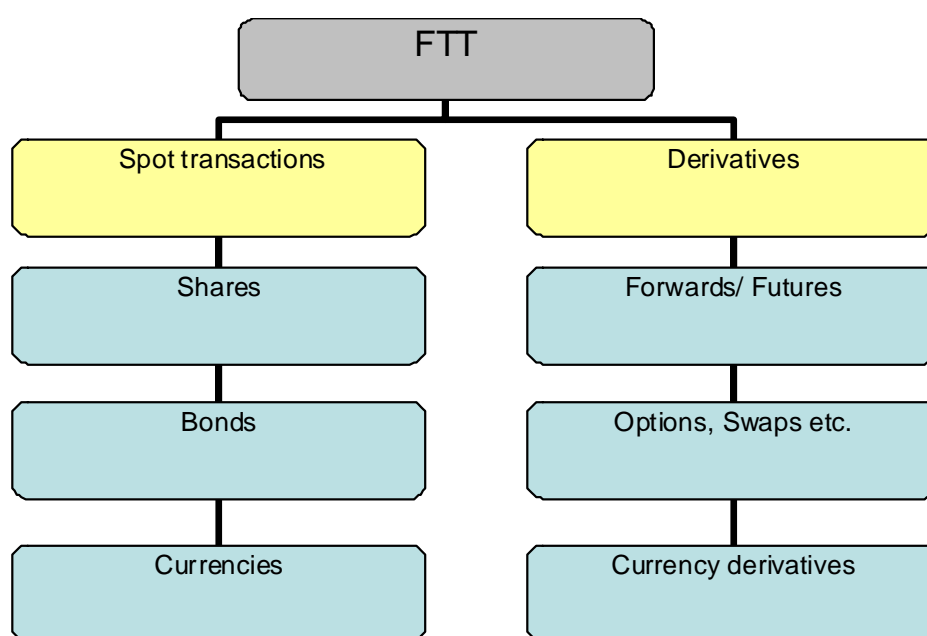 FTT
Spot transactions
Derivatives
Shares
Forwards/ Futures
Bonds
Options, Swaps etc.
Currencies
Currency derivatives